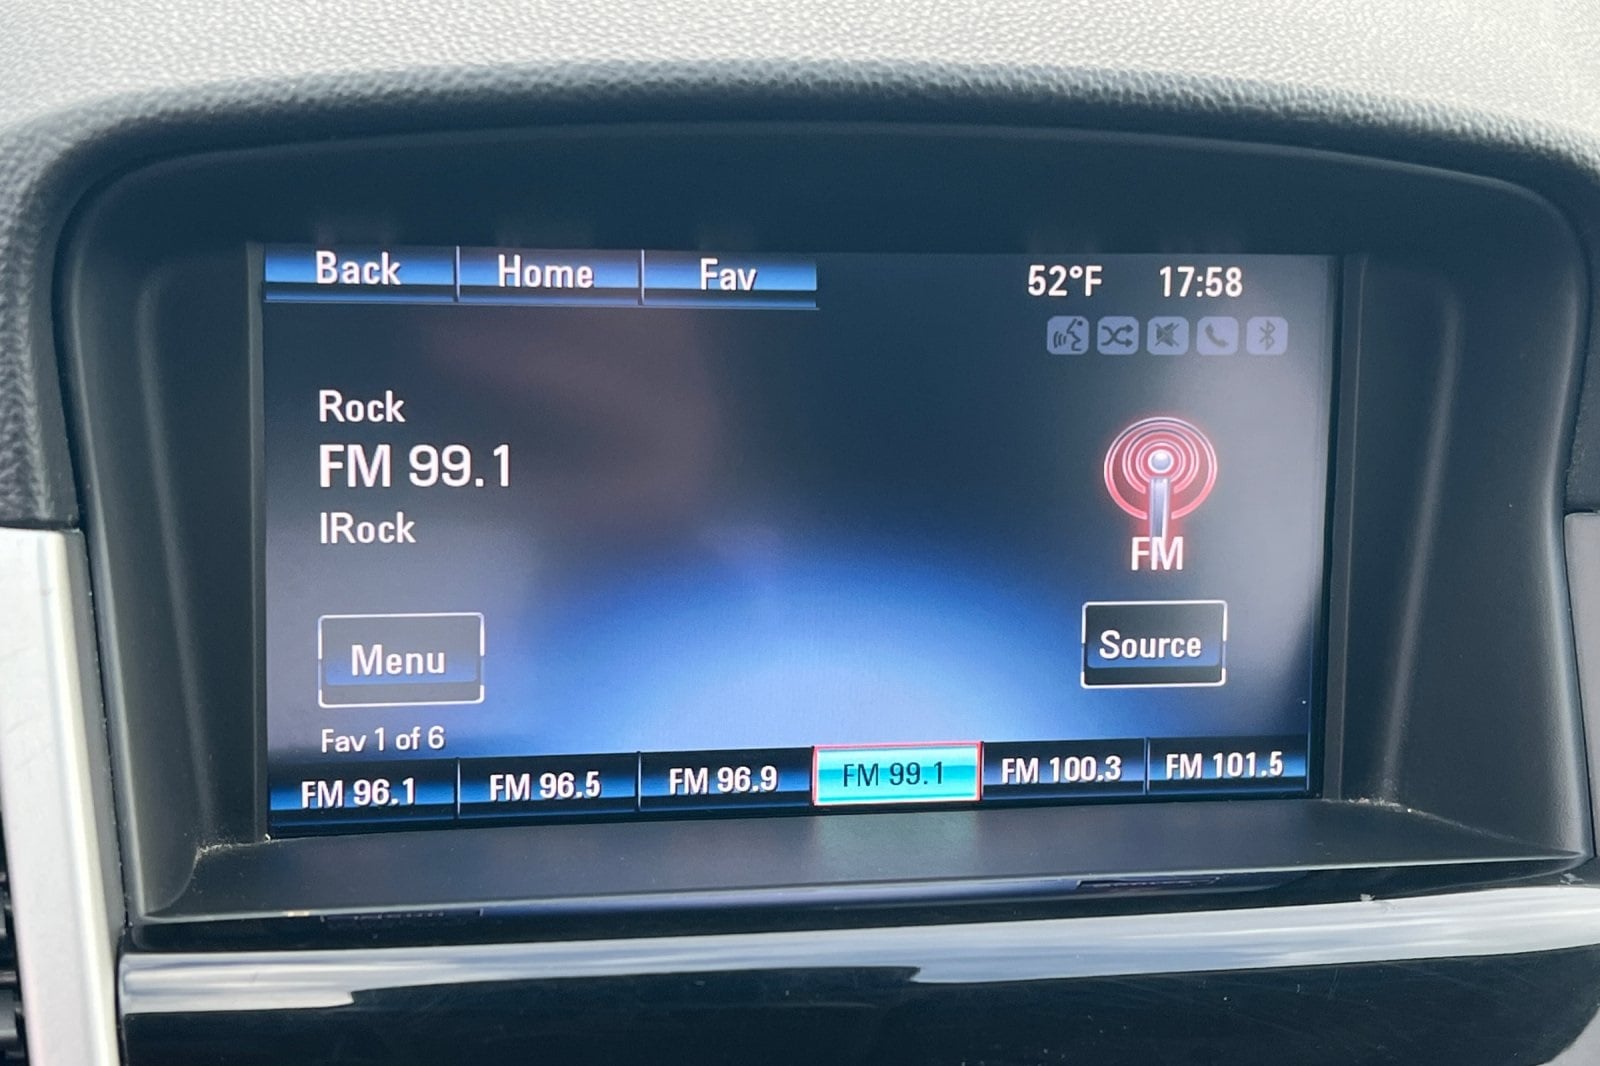 Back Home Fav 52°F 17:58
Rock
FM 99.1
IRock
FM
Menu
Source
Fav 1 of 6
FM 96.1 FM 96.5 FM 96.9 FM 99.1 FM 100.3 FM 101.5